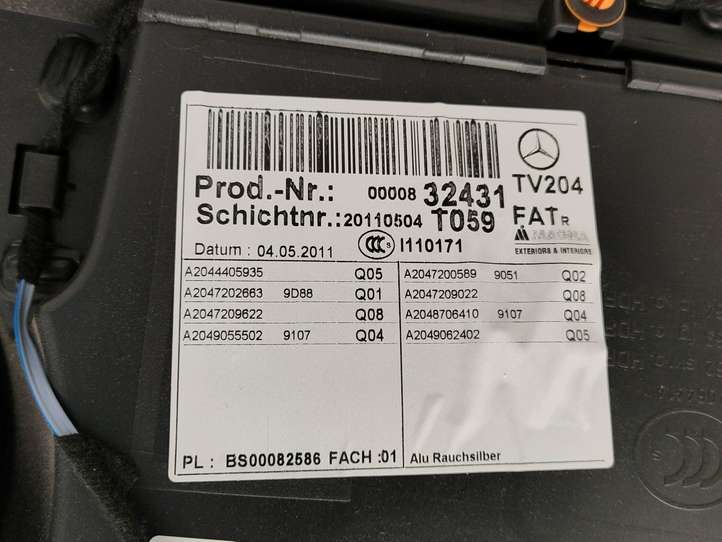 Prod.-Nr.: 00008 32431 TV204
Schichtnr.:20110504 T059 FATR
MAGNA
EXTERIORS & INTERIORS
Datum : 04.05.2011 CCC S I110171
A2044405935 Q05
A2047202663 9D88 Q01
A2047209622 Q08
A2049055502 9107 Q04
A2047200589 9051 Q02
A2047209022 Q08
A2048706410 9107 Q04
A2049062402 Q05
PL : BS00082586 FACH :01 Alu Rauchsilber